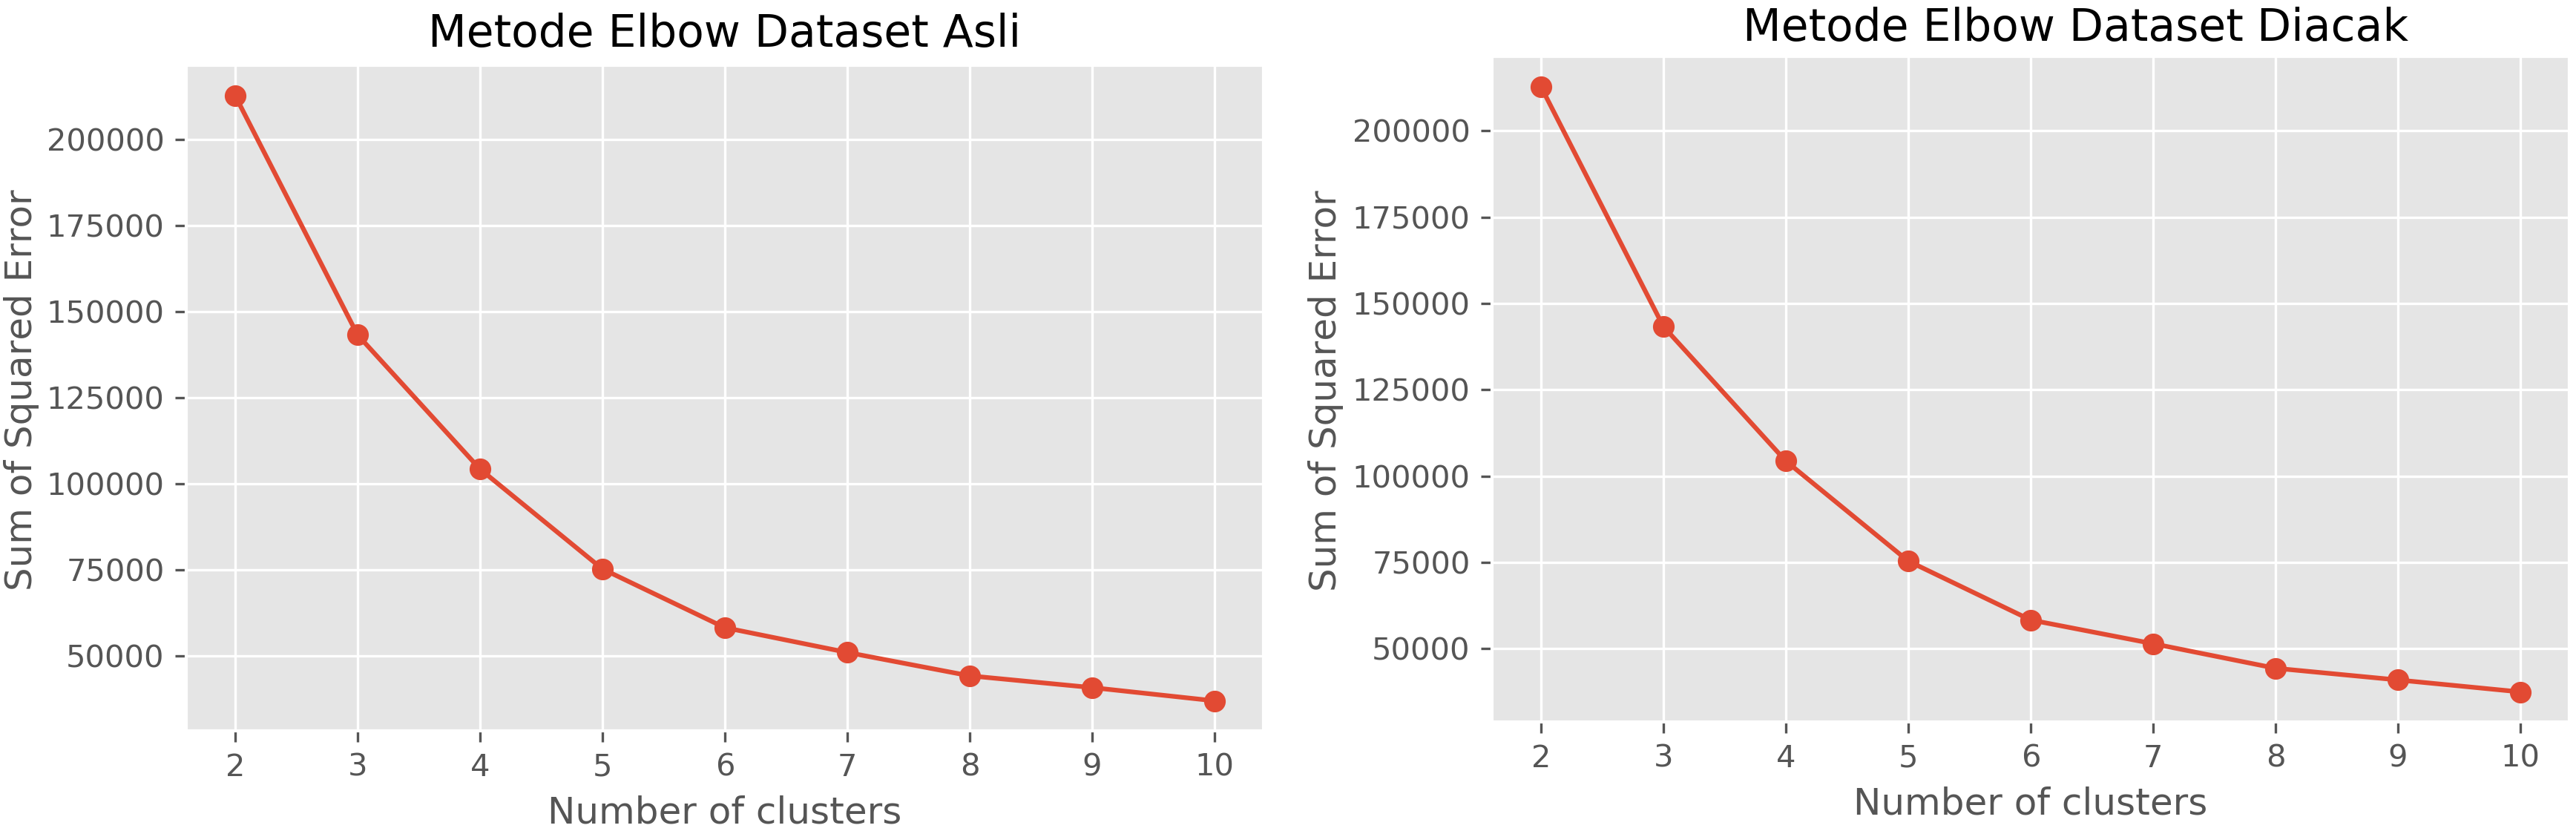 Metode Elbow Dataset Asli
Sum of Squared Error
200000
175000
150000
125000
100000
75000
50000
2 3 4 5 6 7 8 9 10
Number of clusters
Metode Elbow Dataset Diacak
Sum of Squared Error
200000
175000
150000
125000
100000
75000
50000
2 3 4 5 6 7 8 9 10
Number of clusters